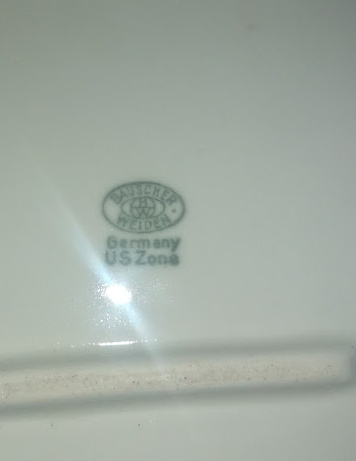 BAUSCHER
WEIDEN
Germany
US Zone